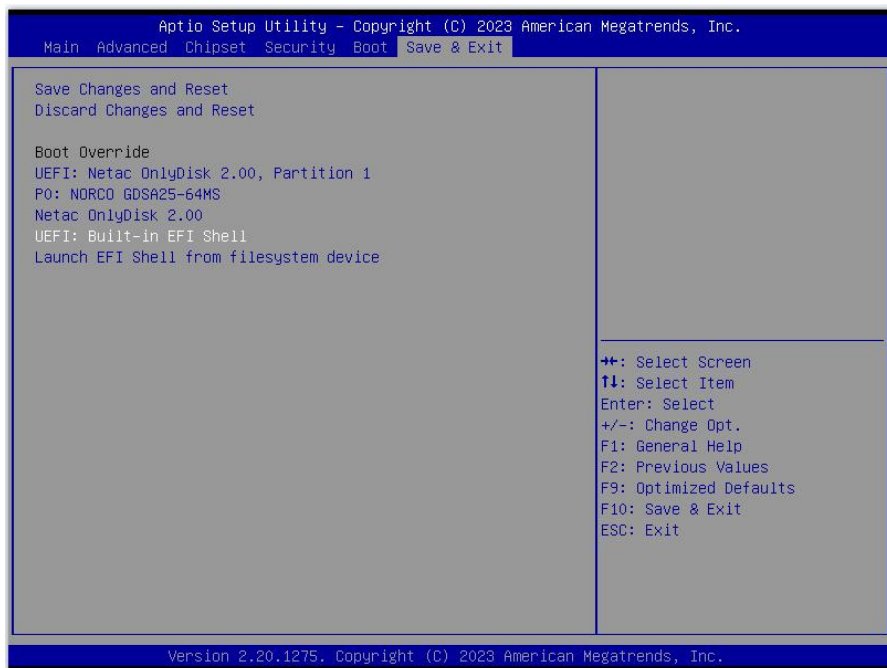 Aptio Setup Utility – Copyright (C) 2023 American Megatrends, Inc.
Main Advanced Chipset Security Boot Save & Exit
Save Changes and Reset
Discard Changes and Reset
Boot Override
UEFI: Netac OnlyDisk 2.00, Partition 1
P0: NORCO GDSA25-64MS
Netac OnlyDisk 2.00
UEFI: Built-in EFI Shell
Launch EFI Shell from filesystem device
→←: Select Screen
↑↓: Select Item
Enter: Select
+/-: Change Opt.
F1: General Help
F2: Previous Values
F9: Optimized Defaults
F10: Save & Exit
ESC: Exit
Version 2.20.1275. Copyright (C) 2023 American Megatrends, Inc.